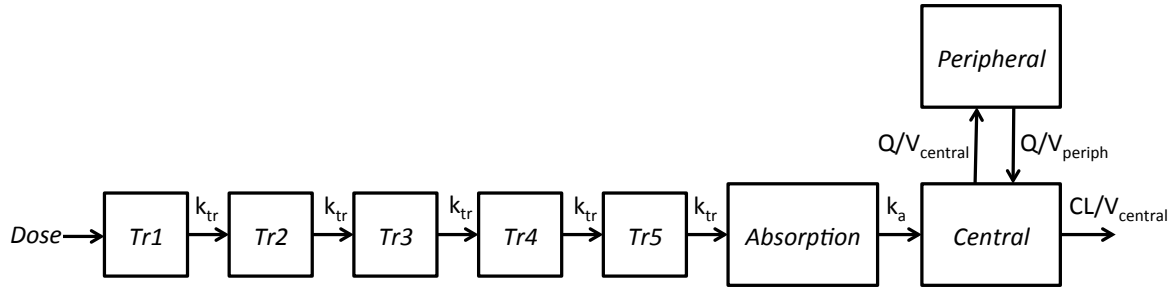 Peripheral
Q/Vcentral
Q/Vperiph
Dose
Tr1
ktr
Tr2
ktr
Tr3
ktr
Tr4
ktr
Tr5
ktr
Absorption
ka
Central
CL/Vcentral